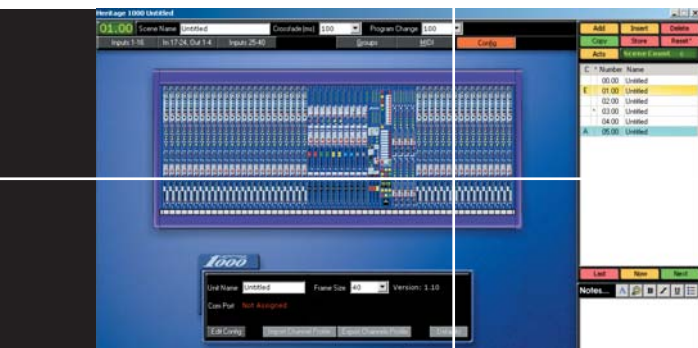 Heritage 1000 Untitled
01.00 Scene Name Untitled Crossfade(ms) 100 Program Change 100
Inputs 1-16 In 17-24, Out 1-4 Inputs 25-40 Groups MIDI Config
Add Insert Delete
Copy Store Reset*
Acts Scene Count
C * Number Name
00.00 Untitled
E 01.00 Untitled
02.00 Untitled
* 03.00 Untitled
04.00 Untitled
A 05.00 Untitled
1000
Unit Name Untitled Frame Size 40 Version: 1.10
Com Port Not Assigned
Edit Config Import Channel Profile Export Channels Profile Defaults
Last Now Next
Notes... A B I U